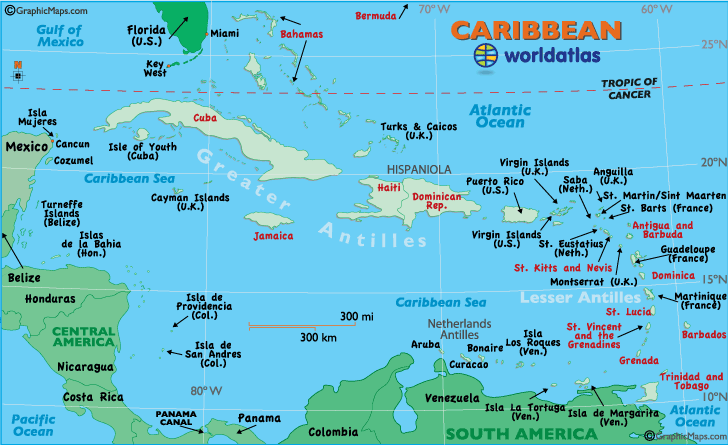 ©GraphicMaps.com
Gulf of
Mexico
Florida
(U.S.)
Miami
Key
West
Bahamas
Bermuda
70°W
CARIBBEAN
worldatlas
60°W
25°N
TROPIC OF
CANCER
Atlantic
Ocean
Isla
Mujeres
Mexico
Cancun
Cozumel
Isle of Youth
(Cuba)
Cuba
Turks & Caicos
(U.K.)
20°N
Caribbean Sea
Greater
Antilles
Cayman Islands
(U.K.)
Jamaica
HISPANIOLA
Haiti
Dominican
Rep.
Puerto Rico
(U.S.)
Virgin Islands
(U.K.)
Virgin Islands
(U.S.)
Saba
(Neth.)
Anguilla
(U.K.)
St. Martin/Sint Maarten
St. Barts (France)
St. Eustatius
(Neth.)
Antigua and
Barbuda
St. Kitts and Nevis
Montserrat (U.K.)
Guadeloupe
(France)
Dominica
15°N
Turneffe
Islands
(Belize)
Islas
de la Bahia
(Hon.)
Belize
Honduras
CENTRAL
AMERICA
Nicaragua
Costa Rica
Isla de
Providencia
(Col.)
Isla de
San Andres
(Col.)
300 mi
300 km
Caribbean Sea
Lesser Antilles
Martinique
(France)
St. Lucia
St. Vincent
and the
Grenadines
Barbados
Grenada
Netherlands
Antilles
Aruba
Bonaire
Curacao
Isla
Los Roques
(Ven.)
Trinidad and
Tobago
80°W
10°N
Pacific
Ocean
PANAMA
CANAL
Panama
Colombia
Venezuela
Isla La Tortuga
(Ven.)
Isla de Margarita
(Ven.)
Atlantic
Ocean
SOUTH AMERICA
©GraphicMaps.com